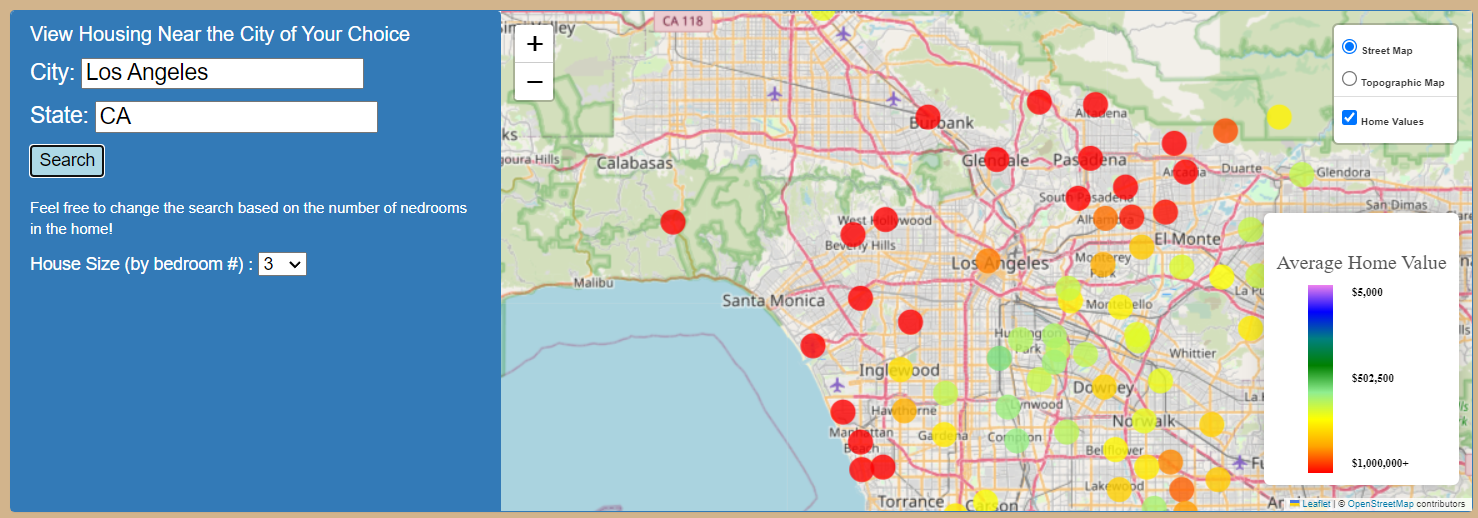 View Housing Near the City of Your Choice
City: Los Angeles
State: CA
Search
Feel free to change the search based on the number of nedrooms
in the home!
House Size (by bedroom #) : 3
+
−
CA 118
Street Map
Topographic Map
Home Values
Burbank
Altadena
Calabasas
Glendale
Pasadena
Arcadia
Duarte
Glendora
South Pasadena
San Dimas
West Hollywood
Alhambra
Beverly Hills
El Monte
Los Angeles
Monterey
Park
Malibu
Santa Monica
Montebello
Huntington
Park
Whittier
Inglewood
Downey
Hawthorne
Lynwood
Manhattan
Beach
Gardena
Compton
Norwalk
Bellflower
Lakewood
Torrance
Carson
Average Home Value
$5,000
$502,500
$1,000,000+
Leaflet | © OpenStreetMap contributors